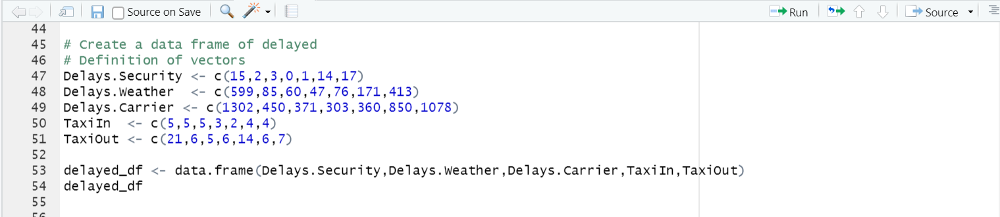 Source on Save
Run
Source
44
45 # Create a data frame of delayed
46 # Definition of vectors
47 Delays.Security <- c(15,2,3,0,1,14,17)
48 Delays.Weather  <- c(599,85,60,47,76,171,413)
49 Delays.Carrier <- c(1302,450,371,303,360,850,1078)
50 TaxiIn  <- c(5,5,5,3,2,4,4)
51 TaxiOut <- c(21,6,5,6,14,6,7)
52
53 delayed_df <- data.frame(Delays.Security,Delays.Weather,Delays.Carrier,TaxiIn,TaxiOut)
54 delayed_df
55